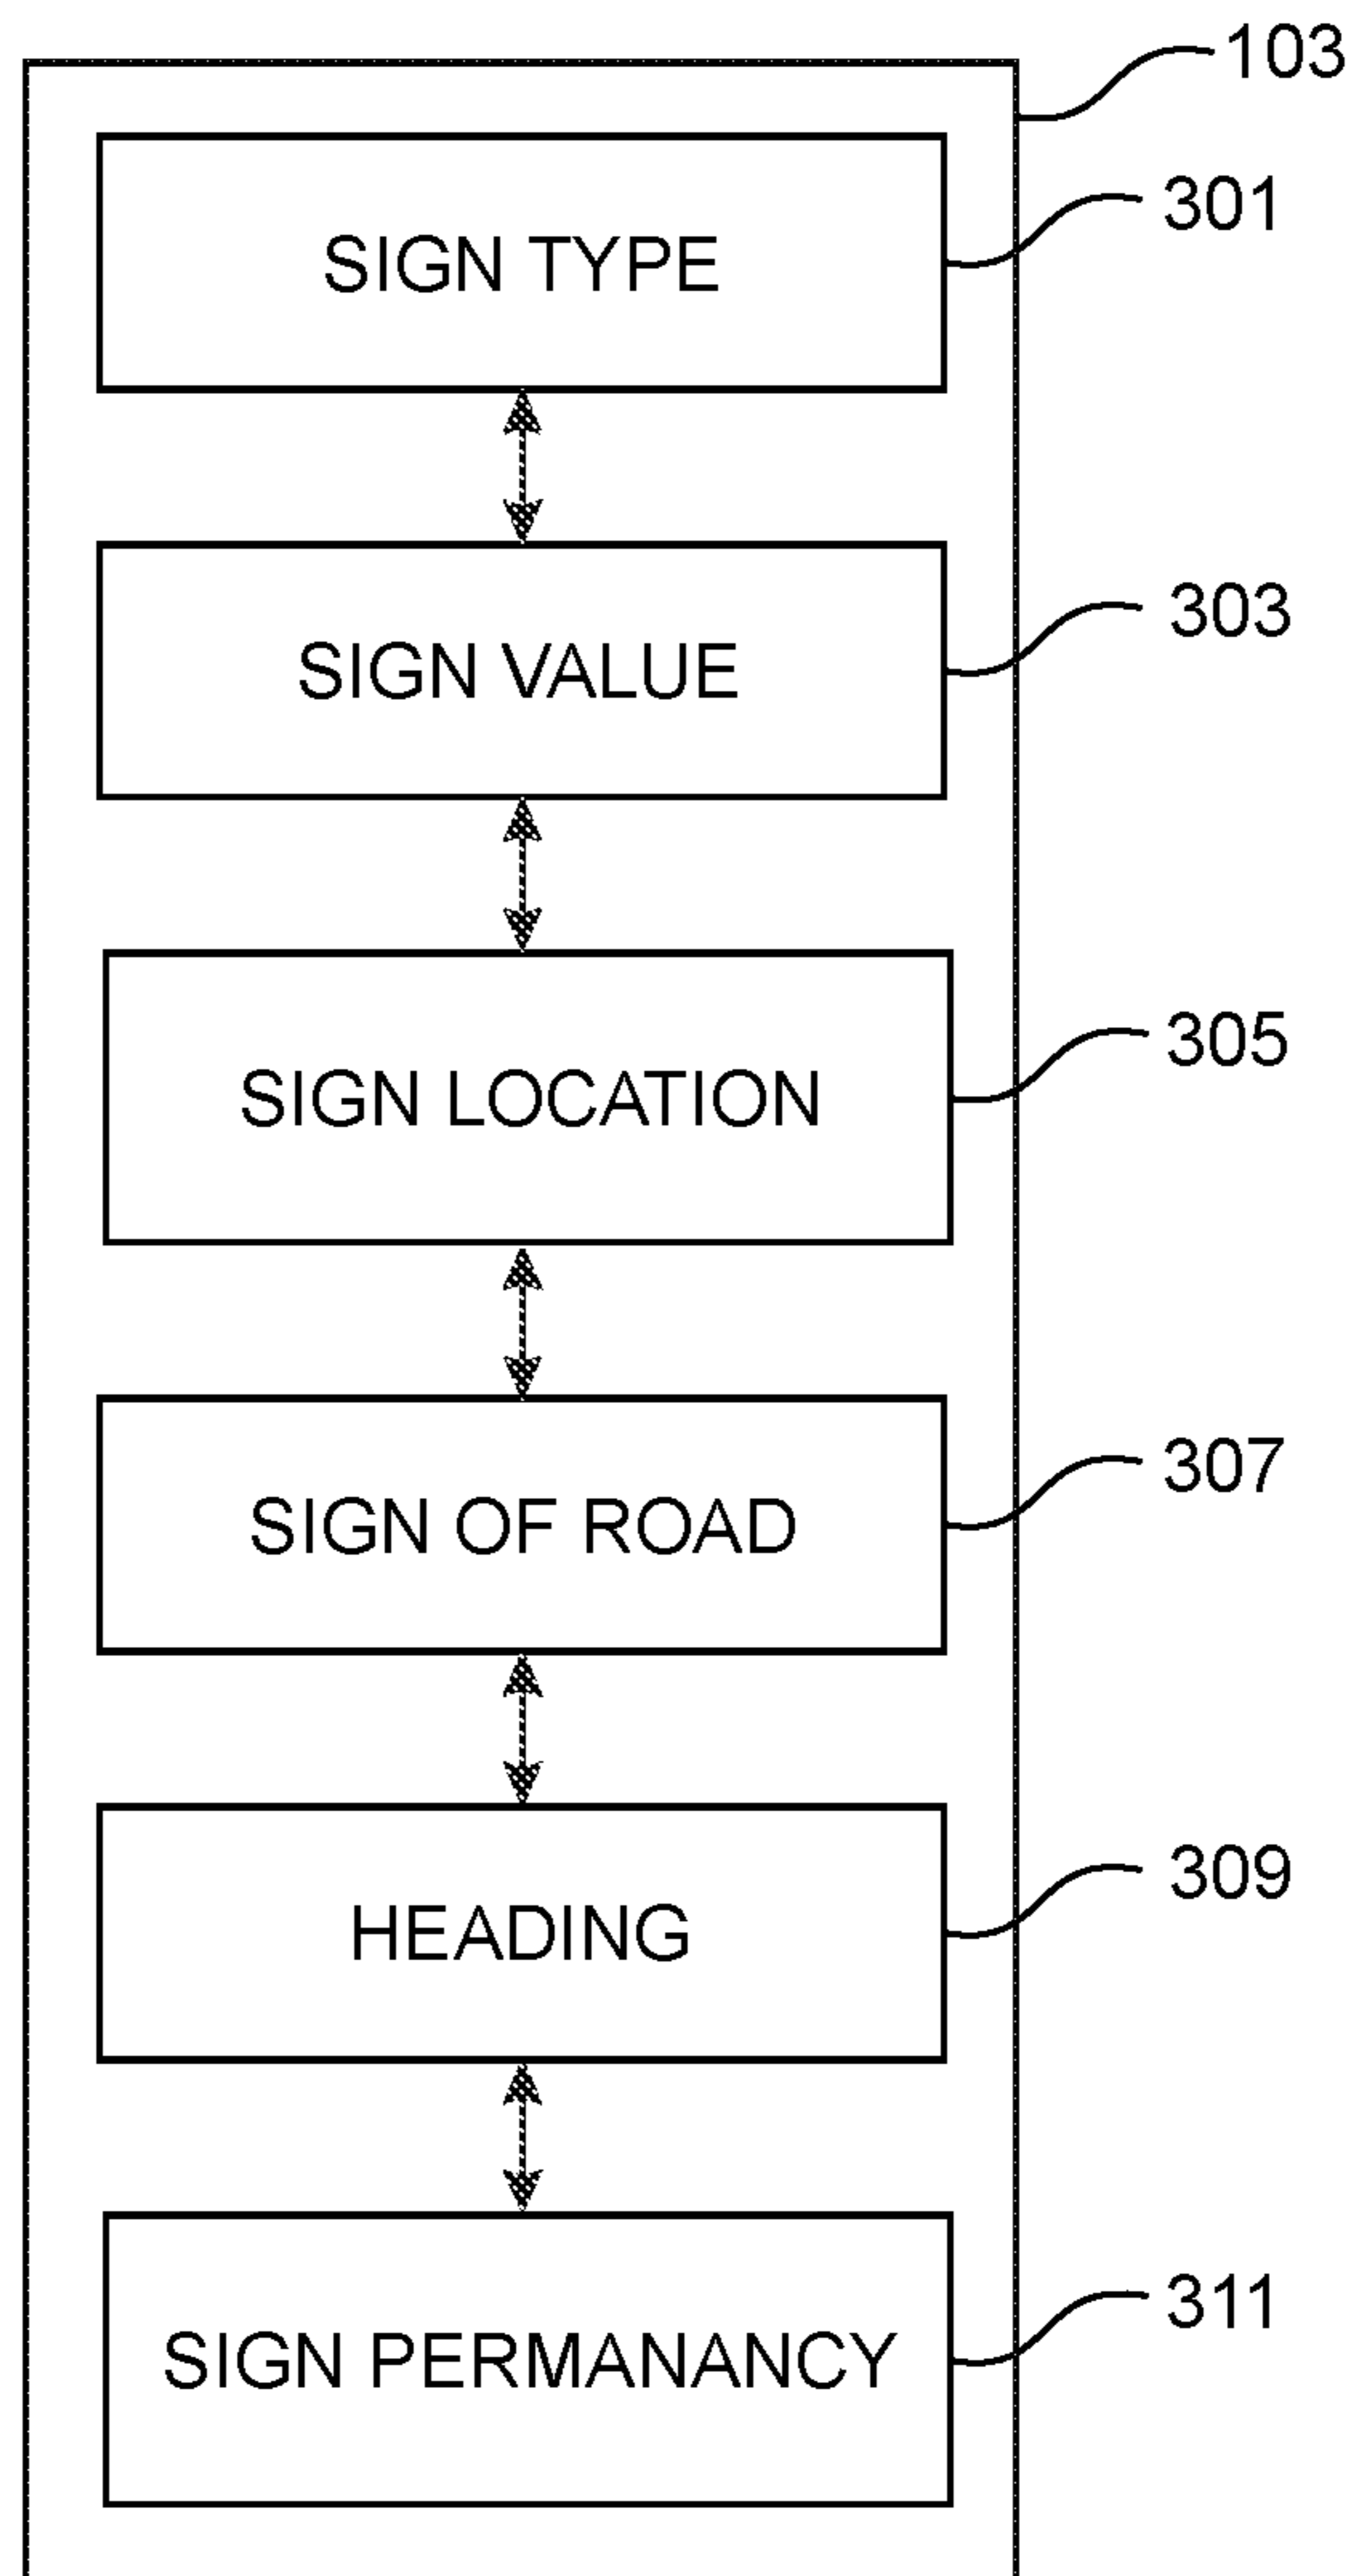 103
SIGN TYPE
301
SIGN VALUE
303
SIGN LOCATION
305
SIGN OF ROAD
307
HEADING
309
SIGN PERMANANCY
311